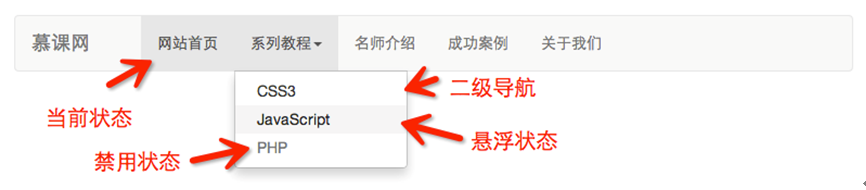 慕课网 网站首页 系列教程 名师介绍 成功案例 关于我们
CSS3
二级导航
当前状态
JavaScript
悬浮状态
禁用状态
PHP